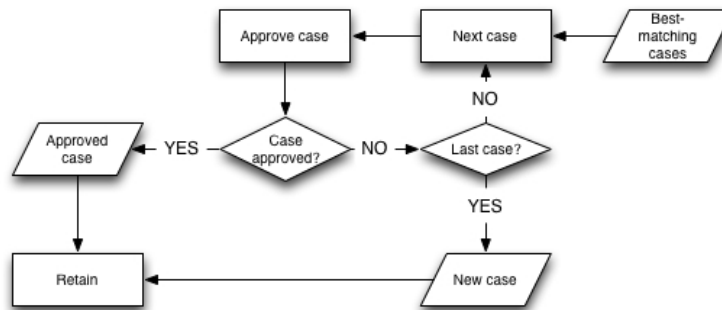 Approve case
Next case
Best-
matching
cases
NO
Approved
case
YES
Case
approved?
NO
Last case?
YES
Retain
New case